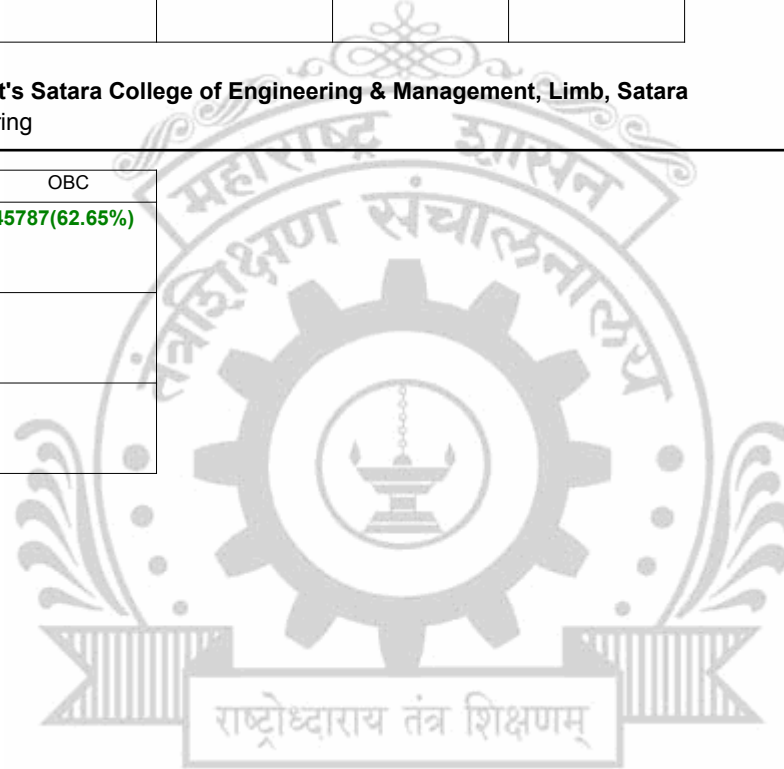 t's Satara College of Engineering & Management, Limb, Satara
ring
OBC
45787(62.65%)
महाराष्ट्र शासन
तंत्रशिक्षण संचालनालय
राष्ट्रोध्दाराय तंत्र शिक्षणम्